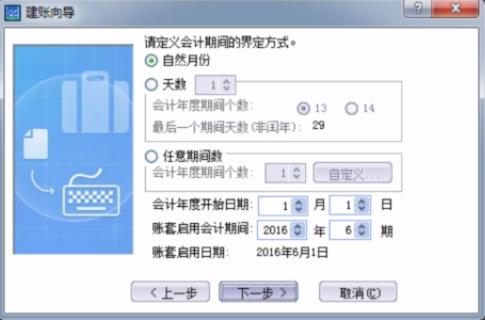 建账向导
请定义会计期间的界定方式。
自然月份
天数 1
会计年度期间个数： 13 14
最后一个期间天数(非闰年)： 29
任意期间数
会计年度期间个数： 1 自定义...
会计年度开始日期： 1 月 1 日
账套启用会计期间： 2016 年 6 期
账套启用日期： 2016年6月1日
<上一步 下一步> 取消(C)